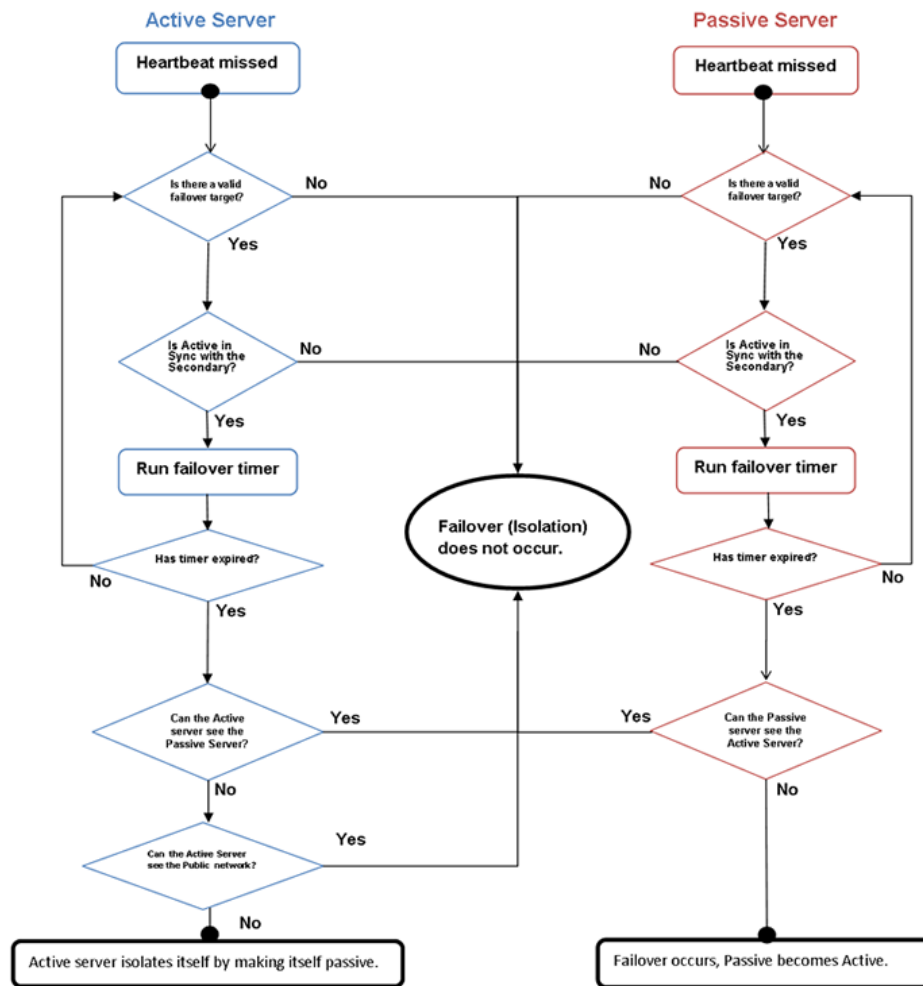 Active Server
Passive Server
Heartbeat missed
Heartbeat missed
Is there a valid
failover target?
No
No
Is there a valid
failover target?
Yes
Yes
Is Active in
Sync with the
Secondary?
No
No
Is Active in
Sync with the
Secondary?
Yes
Yes
Run failover timer
Run failover timer
Failover (Isolation)
does not occur.
Has timer expired?
Has timer expired?
No
No
Yes
Yes
Can the Active
server see the
Passive Server?
Yes
Yes
Can the Passive
server see the
Active Server?
No
No
Can the Active Server
see the Public network?
Yes
No
Active server isolates itself by making itself passive.
Failover occurs, Passive becomes Active.